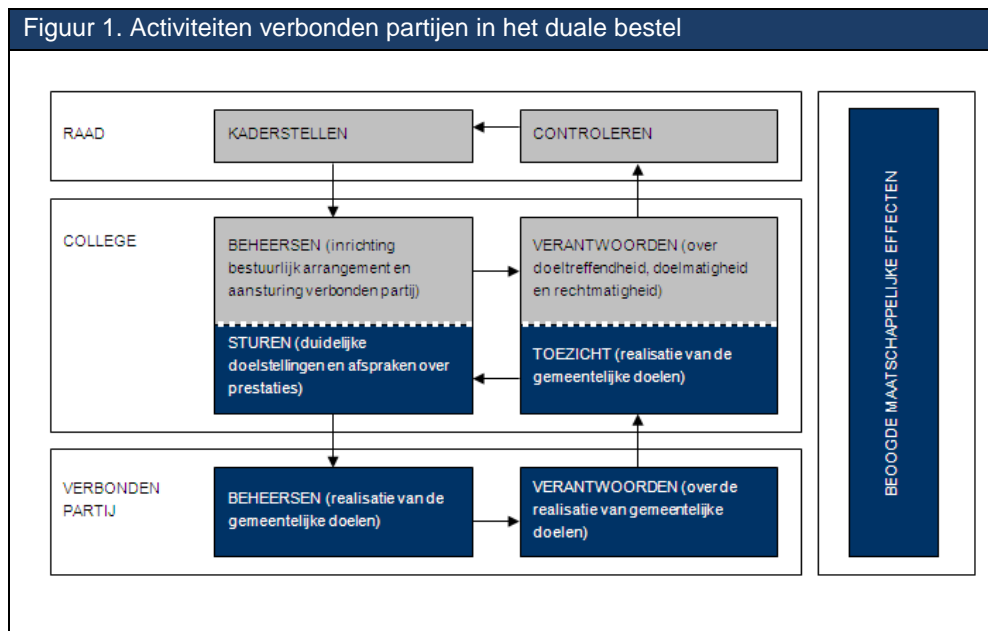 Figuur 1. Activiteiten verbonden partijen in het duale bestel
RAAD
KADERSTELLEN
CONTROLEREN
COLLEGE
BEHEERSEN (inrichting
bestuurlijk arrangement en
aansturing verbonden partij)
VERANTWOORDEN (over
doeltreffendheid, doelmatigheid
en rechtmatigheid)
STUREN (duidelijke
doelstellingen en afspraken over
prestaties)
TOEZICHT (realisatie van de
gemeentelijke doelen)
VERBONDEN
PARTIJ
BEHEERSEN (realisatie van de
gemeentelijke doelen)
VERANTWOORDEN (over de
realisatie van gemeentelijke
doelen)
BEOOGDE MAATSCHAPPELIJKE EFFECTEN